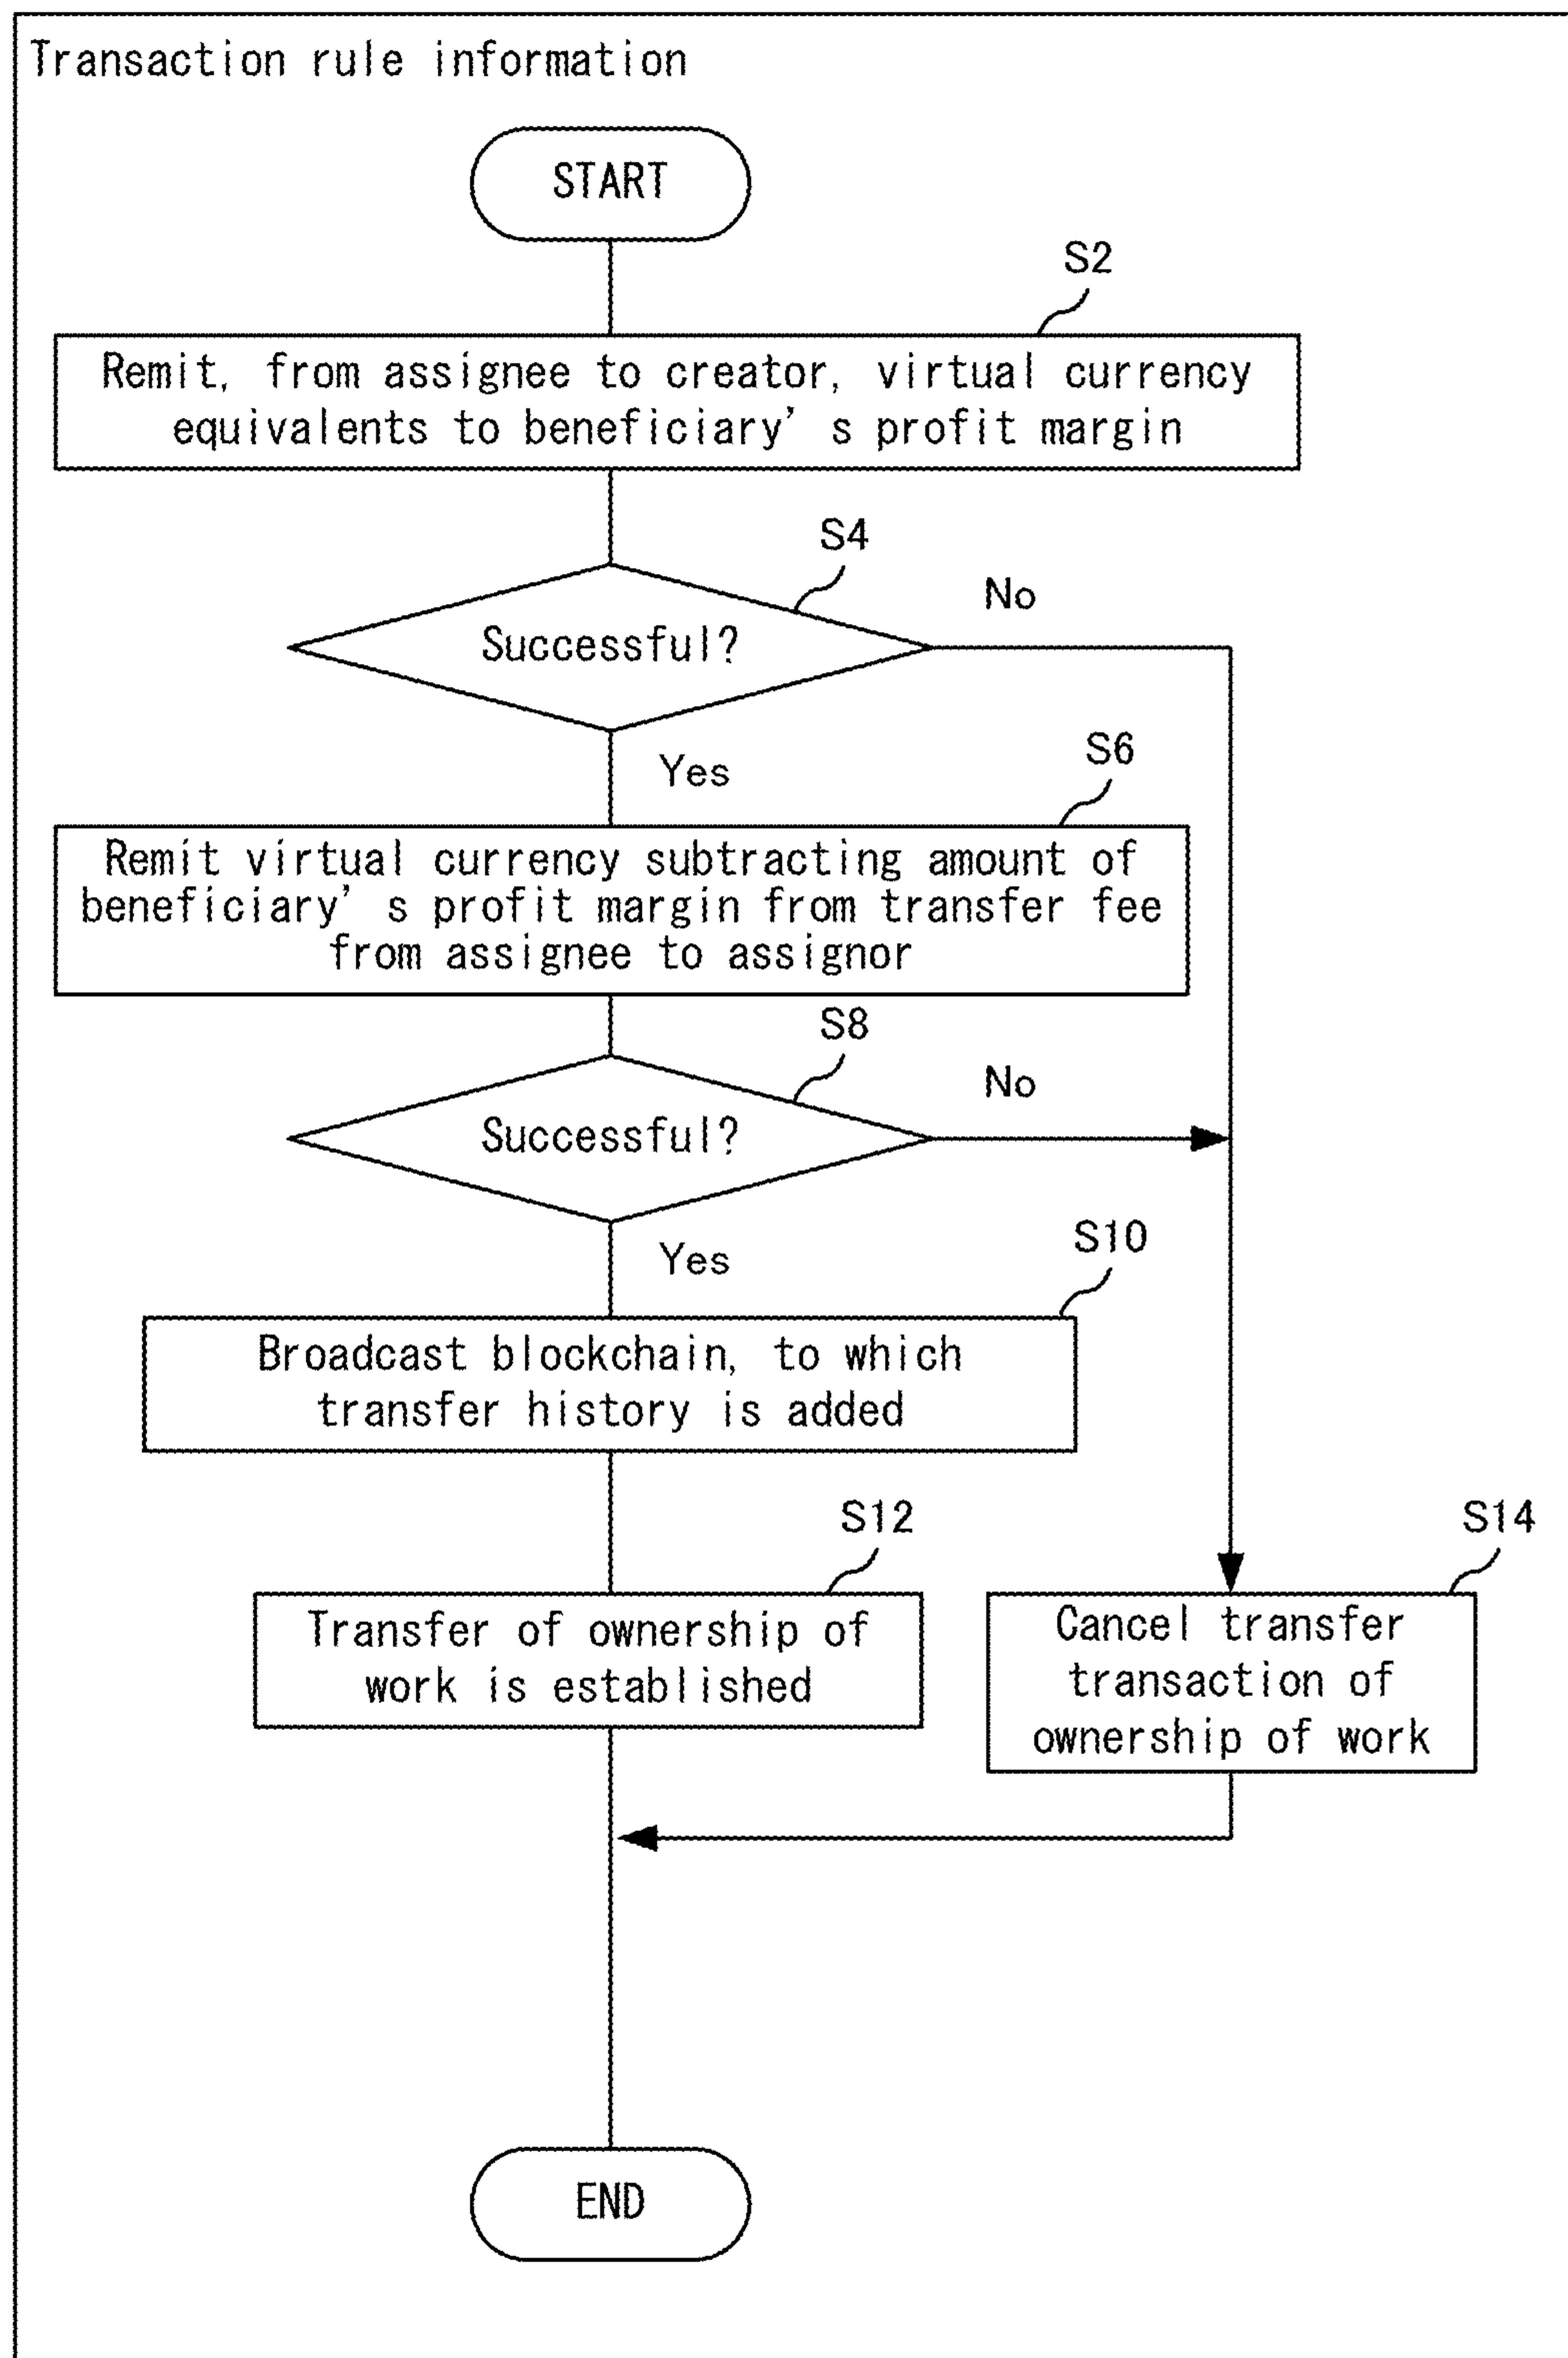 Transaction rule information
START
S2
Remit, from assignee to creator, virtual currency
equivalents to beneficiary's profit margin
S4
No
Successful?
Yes
S6
Remit virtual currency subtracting amount of
beneficiary's profit margin from transfer fee
from assignee to assignor
S8
No
Successful?
Yes
S10
Broadcast blockchain, to which
transfer history is added
S12
Transfer of ownership of
work is established
S14
Cancel transfer
transaction of
ownership of work
END